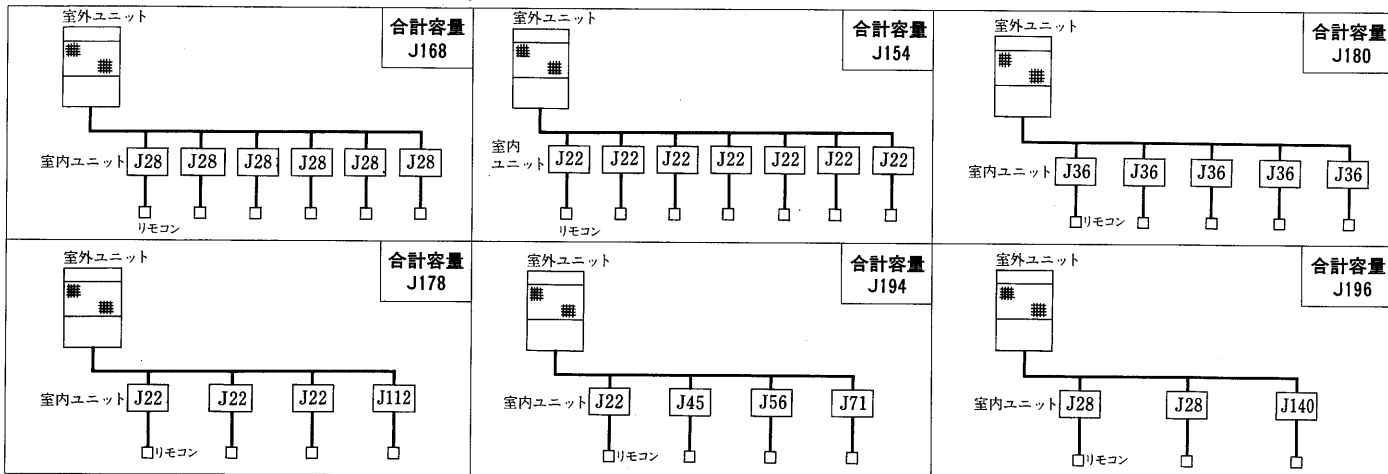 室外ユニット
合計容量
J168
室内ユニット
J28 J28 J28 J28 J28 J28
リモコン
室外ユニット
合計容量
J154
室内
ユニット
J22 J22 J22 J22 J22 J22 J22
リモコン
室外ユニット
合計容量
J180
室内ユニット
J36 J36 J36 J36 J36
リモコン
室外ユニット
合計容量
J178
室内ユニット
J22 J22 J22 J112
リモコン
室外ユニット
合計容量
J194
室内ユニット
J22 J45 J56 J71
リモコン
室外ユニット
合計容量
J196
室内ユニット
J28 J28 J140
リモコン